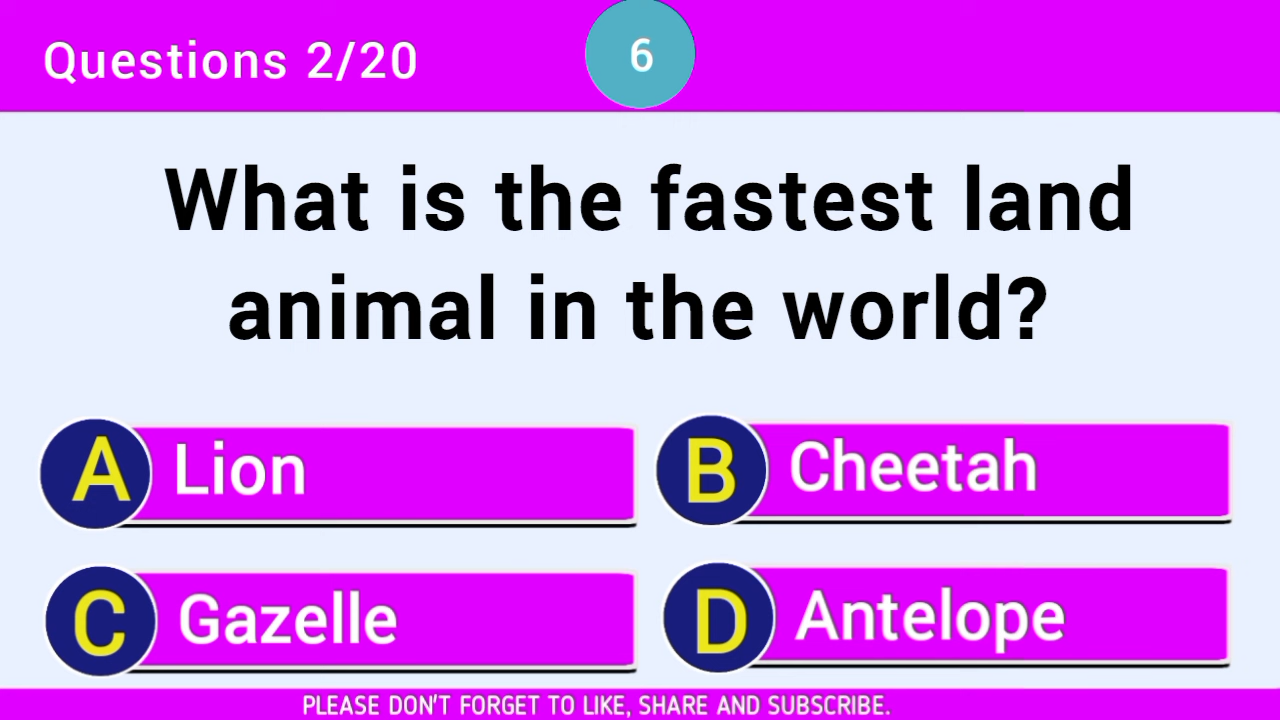 Questions 2/20
6
What is the fastest land
animal in the world?
A Lion
B Cheetah
C Gazelle
D Antelope
PLEASE DON'T FORGET TO LIKE, SHARE AND SUBSCRIBE.